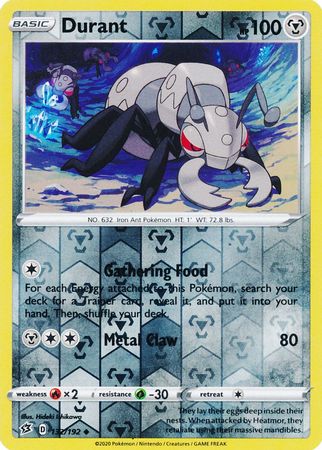 BASIC
Durant
100
NO. 632 Iron Ant Pokémon HT: 1' WT: 72.8 lbs.
Gathering Food
For each Energy attached to this Pokémon, search your
deck for a Trainer card, reveal it, and put it into your
hand. Then, shuffle your deck.
Metal Claw 80
weakness ×2 resistance -30 retreat
Illus. Hideki Ishikawa
D 132/192
They lay their eggs deep inside their
nests. When attacked by Heatmor, they
retaliate using their massive mandibles.
©2020 Pokémon / Nintendo / Creatures / GAME FREAK